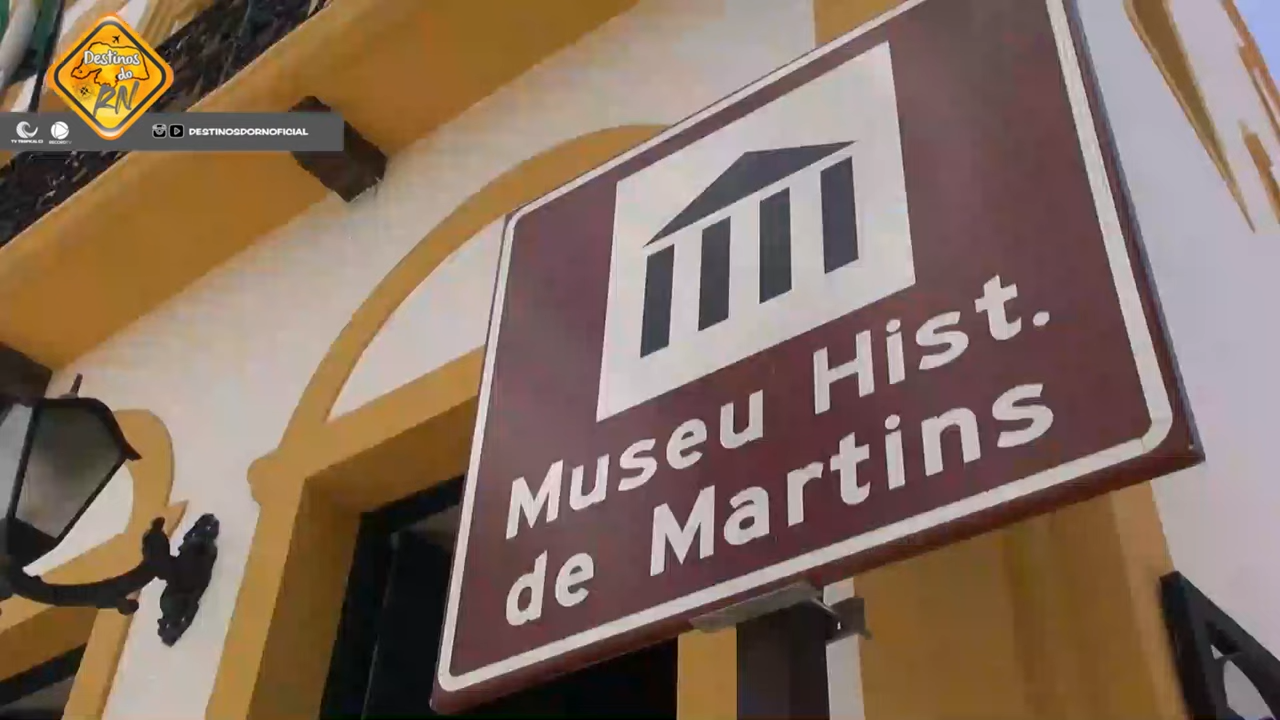 Destinos
do
RN
DESTINOSDORNOFICIAL
Museu Hist.
de Martins